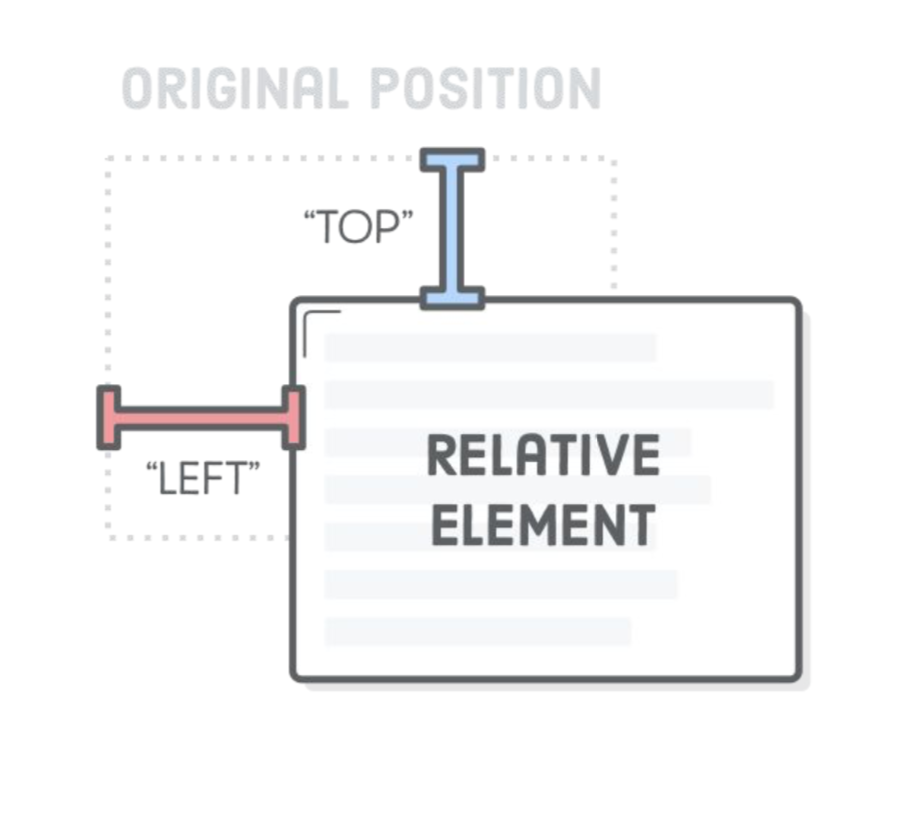 ORIGINAL POSITION
“TOP”
“LEFT”
RELATIVE
ELEMENT